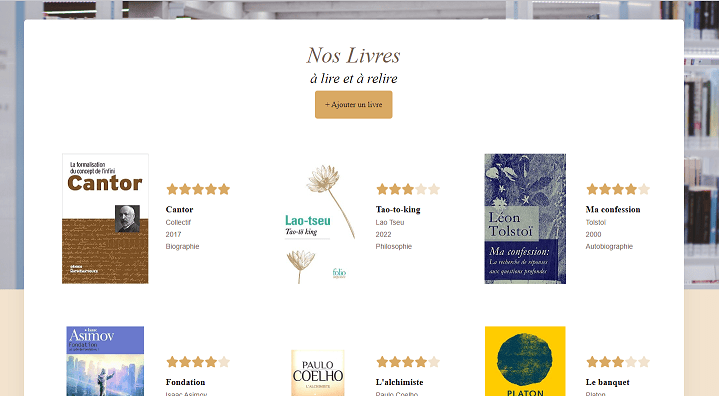 Nos Livres
à lire et à relire
+ Ajouter un livre
La formalisation
du concept de l'infini
Cantor
Cantor
Collectif
2017
Biographie
Lao-tseu
Tao-tö king
folio
Tao-to-king
Lao Tseu
2022
Philosophie
Léon
Tolstoï
Ma confession:
La recherche de réponses
aux questions profondes
Ma confession
Tolstoï
2000
Autobiographie
Isaac
Asimov
Fondation
Fondation
Isaac Asimov
PAULO
COELHO
L'ALCHIMISTE
L'alchimiste
Paulo Coelho
PLATON
Le banquet
Platon